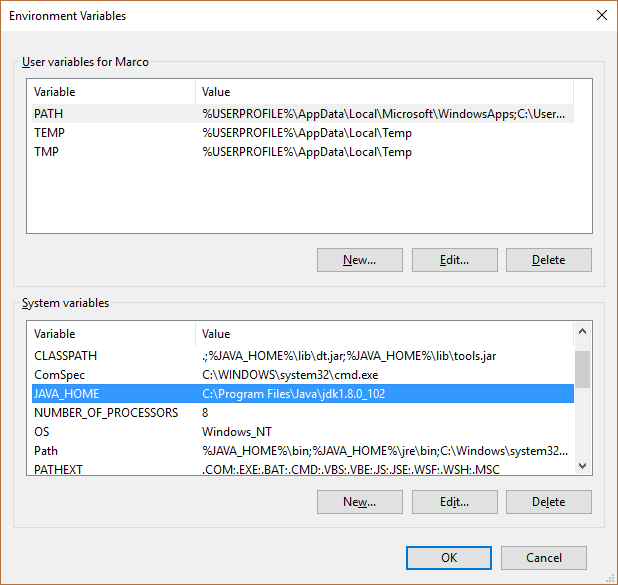 Environment Variables
User variables for Marco
Variable Value
PATH %USERPROFILE%\AppData\Local\Microsoft\WindowsApps;C:\User...
TEMP %USERPROFILE%\AppData\Local\Temp
TMP %USERPROFILE%\AppData\Local\Temp
New... Edit... Delete
System variables
Variable Value
CLASSPATH .;%JAVA_HOME%\lib\dt.jar;%JAVA_HOME%\lib\tools.jar
ComSpec C:\WINDOWS\system32\cmd.exe
JAVA_HOME C:\Program Files\Java\jdk1.8.0_102
NUMBER_OF_PROCESSORS 8
OS Windows_NT
Path %JAVA_HOME%\bin;%JAVA_HOME%\jre\bin;C:\Windows\system32...
PATHEXT .COM;.EXE;.BAT;.CMD;.VBS;.VBE;.JS;.JSE;.WSF;.WSH;.MSC
New... Edit... Delete
OK Cancel